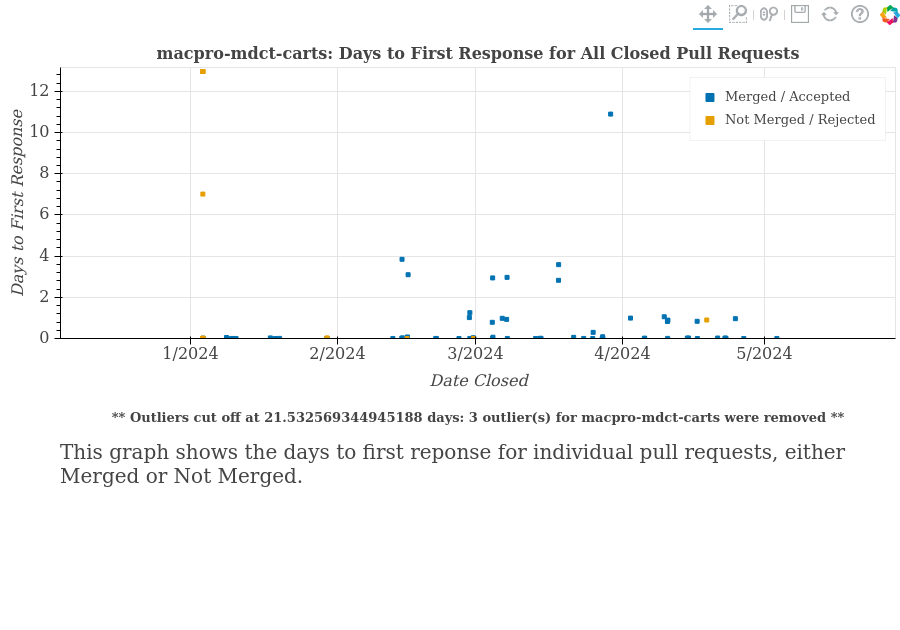 macpro-mdct-carts: Days to First Response for All Closed Pull Requests
Merged / Accepted
Not Merged / Rejected
Days to First Response
12
10
8
6
4
2
0
1/2024 2/2024 3/2024 4/2024 5/2024
Date Closed
** Outliers cut off at 21.532569344945188 days: 3 outlier(s) for macpro-mdct-carts were removed **
This graph shows the days to first reponse for individual pull requests, either
Merged or Not Merged.